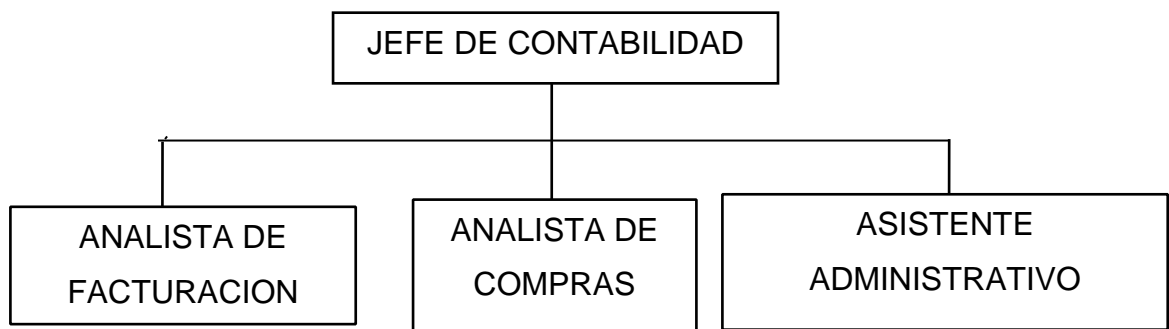 JEFE DE CONTABILIDAD
ANALISTA DE
FACTURACION
ANALISTA DE
COMPRAS
ASISTENTE
ADMINISTRATIVO